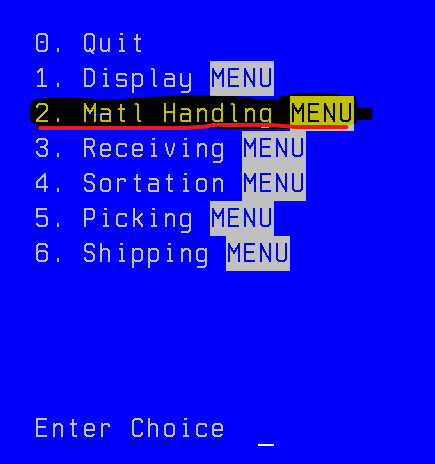 0. Quit
1. Display MENU
2. Matl Handlng MENU
3. Receiving MENU
4. Sortation MENU
5. Picking MENU
6. Shipping MENU
Enter Choice _